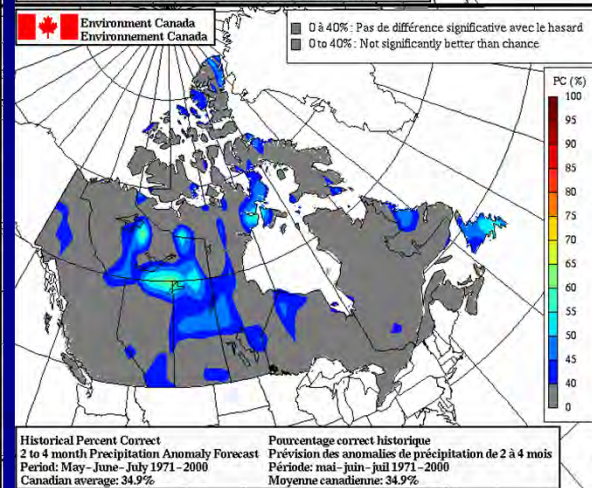 Environment Canada
Environnement Canada
0 à 40% : Pas de différence significative avec le hasard
0 to 40% : Not significantly better than chance
PC (%)
100
95
90
85
80
75
70
65
60
55
50
45
40
0
Historical Percent Correct
2 to 4 month Precipitation Anomaly Forecast
Period: May-June-July 1971-2000
Canadian average: 34.9%
Pourcentage correct historique
Prévision des anomalies de précipitation de 2 à 4 mois
Période: mai-juin-juil 1971-2000
Moyenne canadienne: 34.9%